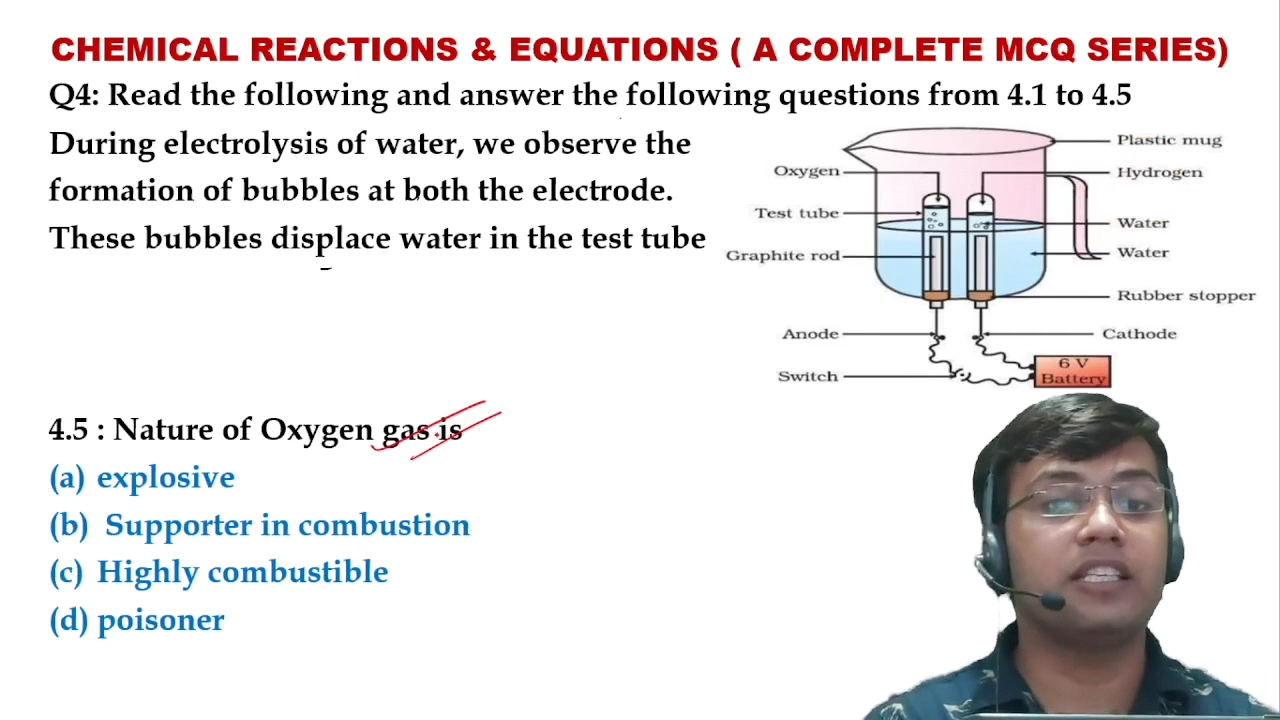 CHEMICAL REACTIONS & EQUATIONS ( A COMPLETE MCQ SERIES)
Q4: Read the following and answer the following questions from 4.1 to 4.5
During electrolysis of water, we observe the
formation of bubbles at both the electrode.
These bubbles displace water in the test tube
Plastic mug
Oxygen
Hydrogen
Test tube
Water
Graphite rod
Water
Rubber stopper
Anode
Cathode
Switch
6 V
Battery
4.5 : Nature of Oxygen gas is
(a) explosive
(b) Supporter in combustion
(c) Highly combustible
(d) poisoner